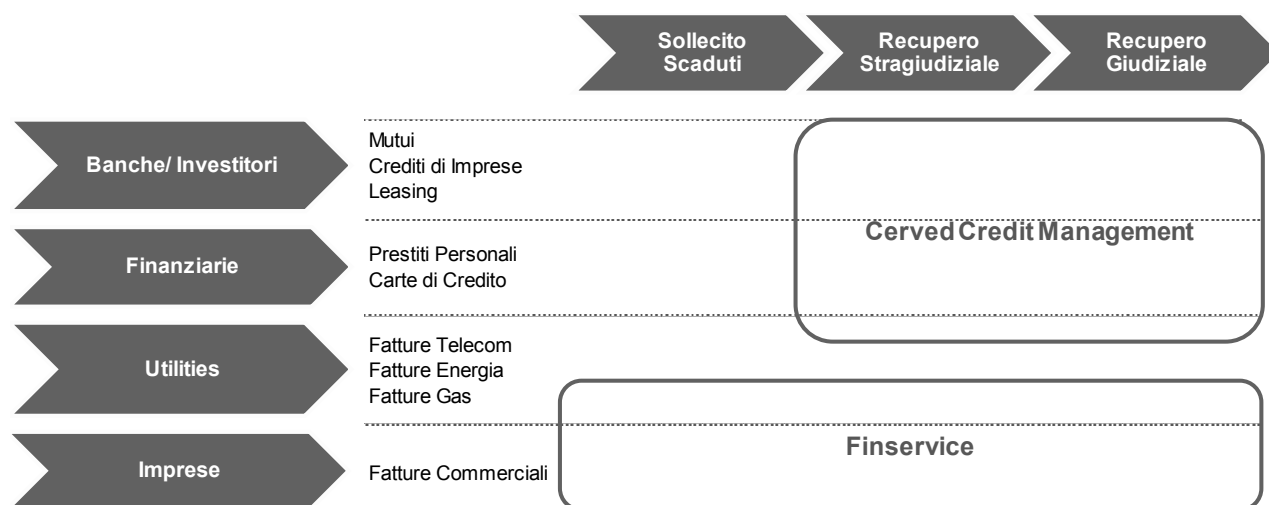 Sollecito
Scaduti
Recupero
Stragiudiziale
Recupero
Giudiziale
Banche/ Investitori
Mutui
Crediti di Imprese
Leasing
Cerved Credit Management
Finanziarie
Prestiti Personali
Carte di Credito
Utilities
Fatture Telecom
Fatture Energia
Fatture Gas
Finservice
Imprese
Fatture Commerciali